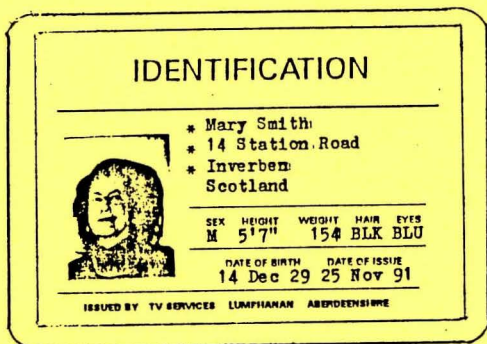 IDENTIFICATION
* Mary Smith
* 14 Station Road
* Inverben
Scotland
SEX HEIGHT WEIGHT HAIR EYES
M 5'7" 154 BLK BLU
DATE OF BIRTH DATE OF ISSUE
14 Dec 29 25 Nov 91
ISSUED BY TV SERVICES LUMPHANAN ABERDEENSHIRE